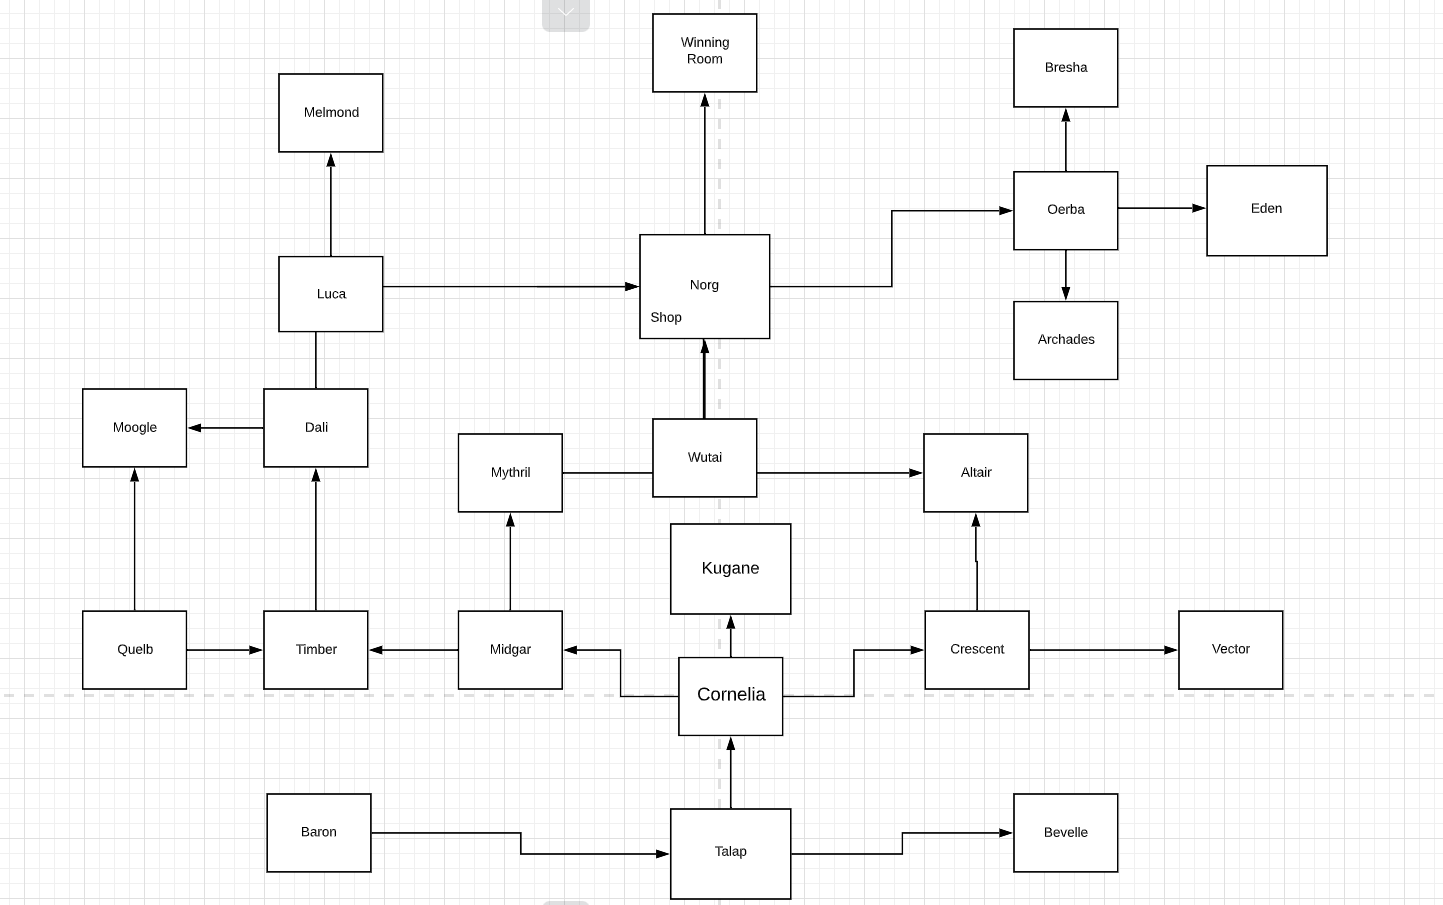 Winning
Room
Bresha
Melmond
Oerba
Eden
Norg
Luca
Shop
Archades
Moogle
Dali
Wutai
Mythril
Altair
Kugane
Quelb
Timber
Midgar
Crescent
Vector
Cornelia
Baron
Bevelle
Talap